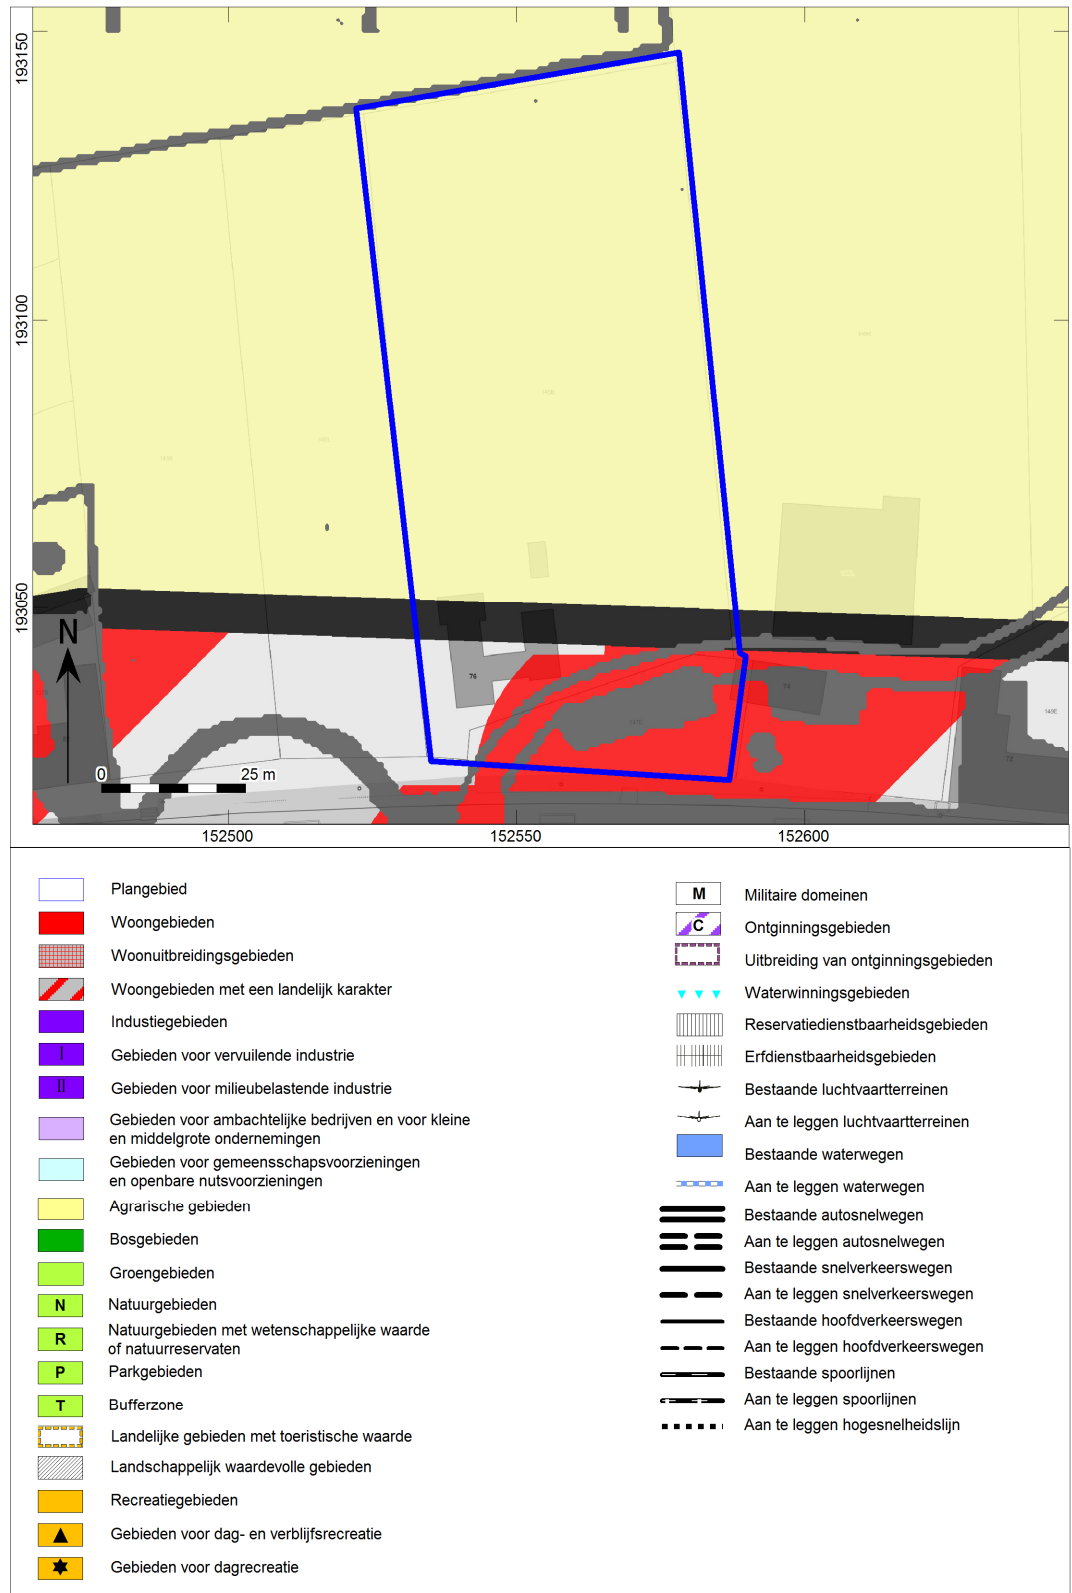 193150
193100
193050
N
0
25 m
76
74
72
149E
152500
152550
152600
Plangebied
Woongebieden
Woonuitbreidingsgebieden
Woongebieden met een landelijk karakter
Industiegebieden
I
Gebieden voor vervuilende industrie
II
Gebieden voor milieubelastende industrie
Gebieden voor ambachtelijke bedrijven en voor kleine
en middelgrote ondernemingen
Gebieden voor gemeensschapsvoorzieningen
en openbare nutsvoorzieningen
Agrarische gebieden
Bosgebieden
Groengebieden
N
Natuurgebieden
R
Natuurgebieden met wetenschappelijke waarde
of natuurreservaten
P
Parkgebieden
T
Bufferzone
Landelijke gebieden met toeristische waarde
Landschappelijk waardevolle gebieden
Recreatiegebieden
Gebieden voor dag- en verblijfsrecreatie
Gebieden voor dagrecreatie
M
Militaire domeinen
C
Ontginningsgebieden
Uitbreiding van ontginningsgebieden
Waterwinningsgebieden
Reservatiedienstbaarheidsgebieden
Erfdienstbaarheidsgebieden
Bestaande luchtvaartterreinen
Aan te leggen luchtvaartterreinen
Bestaande waterwegen
Aan te leggen waterwegen
Bestaande autosnelwegen
Aan te leggen autosnelwegen
Bestaande snelverkeerswegen
Aan te leggen snelverkeerswegen
Bestaande hoofdverkeerswegen
Aan te leggen hoofdverkeerswegen
Bestaande spoorlijnen
Aan te leggen spoorlijnen
Aan te leggen hogesnelheidslijn